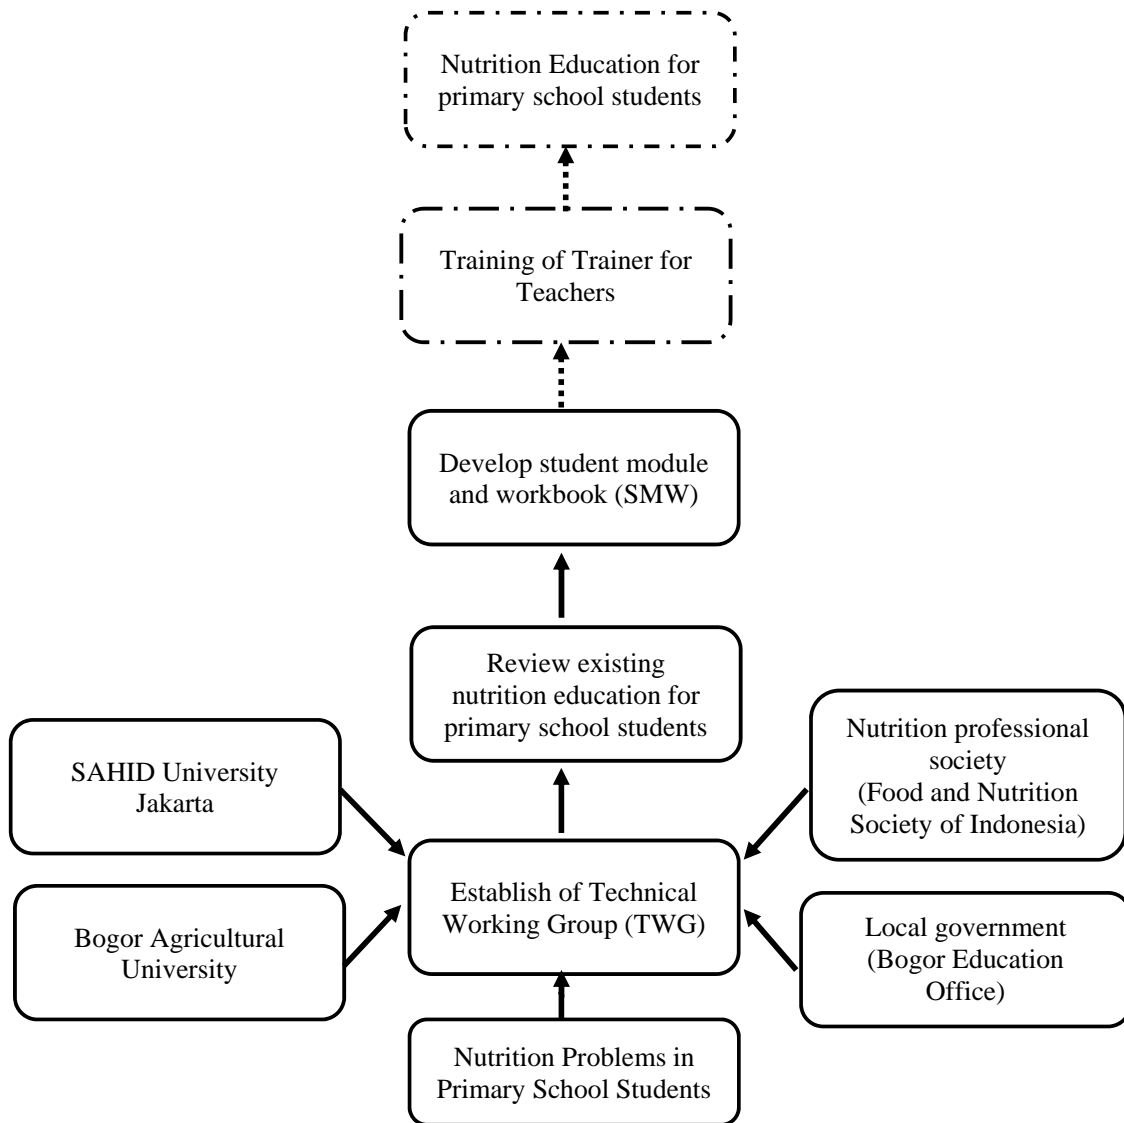 Nutrition Education for
primary school students
Training of Trainer for
Teachers
Develop student module
and workbook (SMW)
Review existing
nutrition education for
primary school students
SAHID University
Jakarta
Nutrition professional
society
(Food and Nutrition
Society of Indonesia)
Establish of Technical
Working Group (TWG)
Bogor Agricultural
University
Local government
(Bogor Education
Office)
Nutrition Problems in
Primary School Students